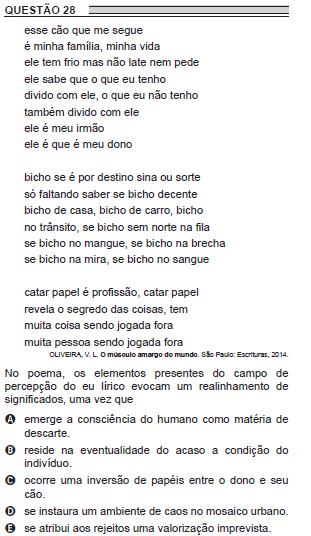 QUESTÃO 28
esse cão que me segue
é minha família, minha vida
ele tem frio mas não late nem pede
ele sabe que o que eu tenho
divido com ele, o que eu não tenho
também divido com ele
ele é meu irmão
ele é que é meu dono
bicho se é por destino sina ou sorte
só faltando saber se bicho decente
bicho de casa, bicho de carro, bicho
no trânsito, se bicho sem norte na fila
se bicho no mangue, se bicho na brecha
se bicho na mira, se bicho no sangue
catar papel é profissão, catar papel
revela o segredo das coisas, tem
muita coisa sendo jogada fora
muita pessoa sendo jogada fora
OLIVEIRA, V. L. O músculo amargo do mundo. São Paulo: Escrituras, 2014.
No poema, os elementos presentes do campo de
percepção do eu lírico evocam um realinhamento de
significados, uma vez que
A emerge a consciência do humano como matéria de
descarte.
B reside na eventualidade do acaso a condição do
indivíduo.
C ocorre uma inversão de papéis entre o dono e seu
cão.
D se instaura um ambiente de caos no mosaico urbano.
E se atribui aos rejeitos uma valorização imprevista.